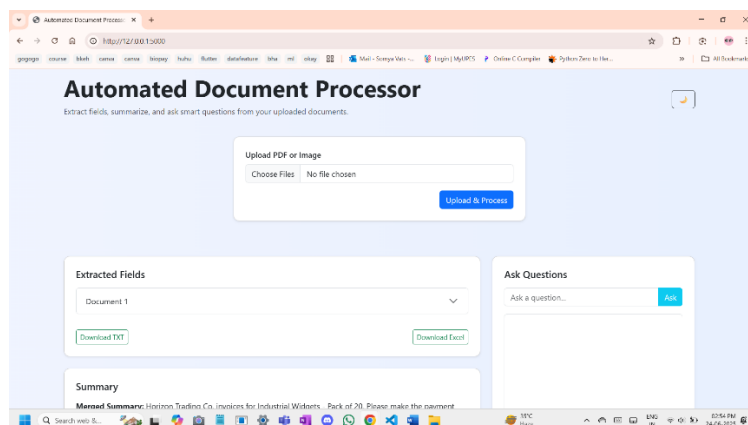 Automated Document Processor
http://127.0.0.1:5000
gogogo course bkeh canva canva biopay huhu flutter datafeature bha ml okay Mail - Somya Vats -... Login | MyUPES Online C Compiler Python Zero to Her... All Bookmarks
Automated Document Processor
Extract fields, summarize, and ask smart questions from your uploaded documents.
Upload PDF or Image
Choose Files No file chosen
Upload & Process
Extracted Fields
Document 1
Download TXT Download Excel
Ask Questions
Ask a question... Ask
Summary
Merged Summary: Horizon Trading Co. invoices for Industrial Widgets - Pack of 20. Please make the payment
Search web &... 35°C Haze ENG IN 02:54 PM 24-06-2025